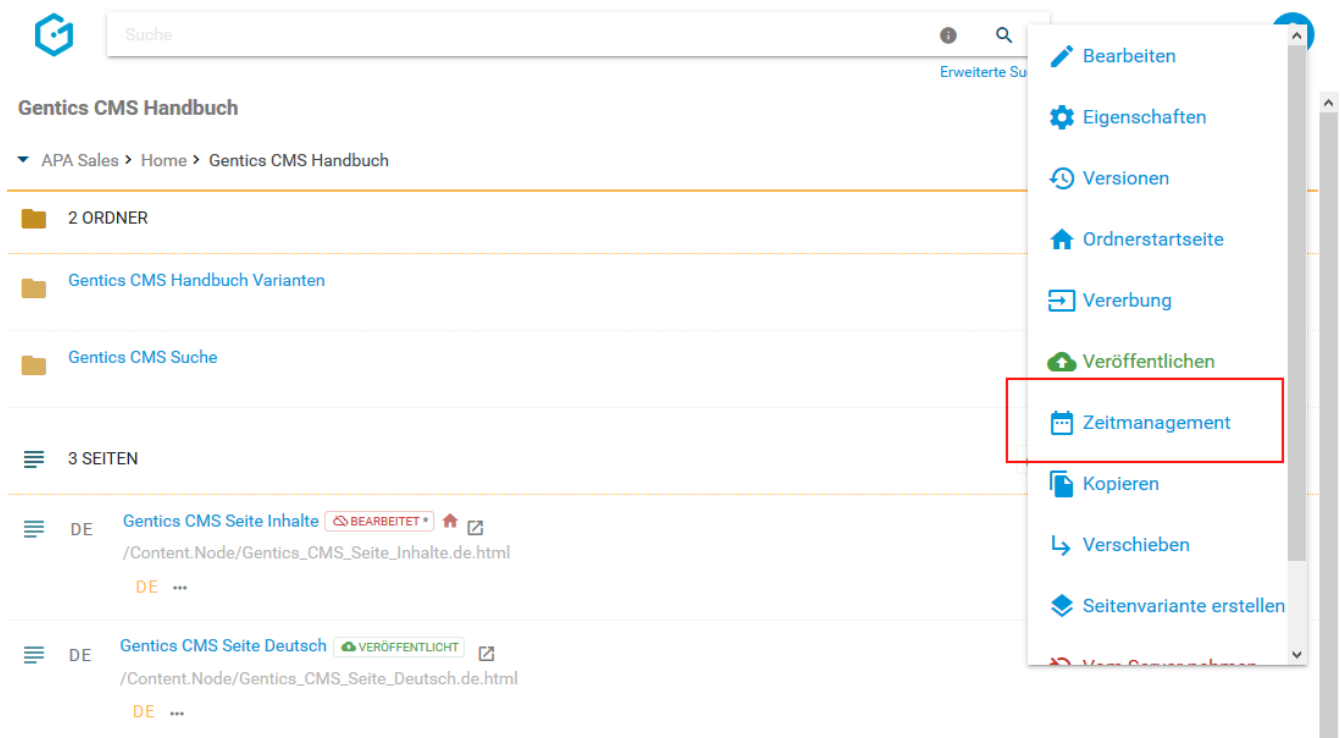 Suche
Erweiterte Su
Gentics CMS Handbuch
APA Sales > Home > Gentics CMS Handbuch
2 ORDNER
Gentics CMS Handbuch Varianten
Gentics CMS Suche
3 SEITEN
DE Gentics CMS Seite Inhalte BEARBEITET *
/Content.Node/Gentics_CMS_Seite_Inhalte.de.html
DE ...
DE Gentics CMS Seite Deutsch VERÖFFENTLICHT
/Content.Node/Gentics_CMS_Seite_Deutsch.de.html
DE ...
Bearbeiten
Eigenschaften
Versionen
Ordnerstartseite
Vererbung
Veröffentlichen
Zeitmanagement
Kopieren
Verschieben
Seitenvariante erstellen
Vom Server nehmen